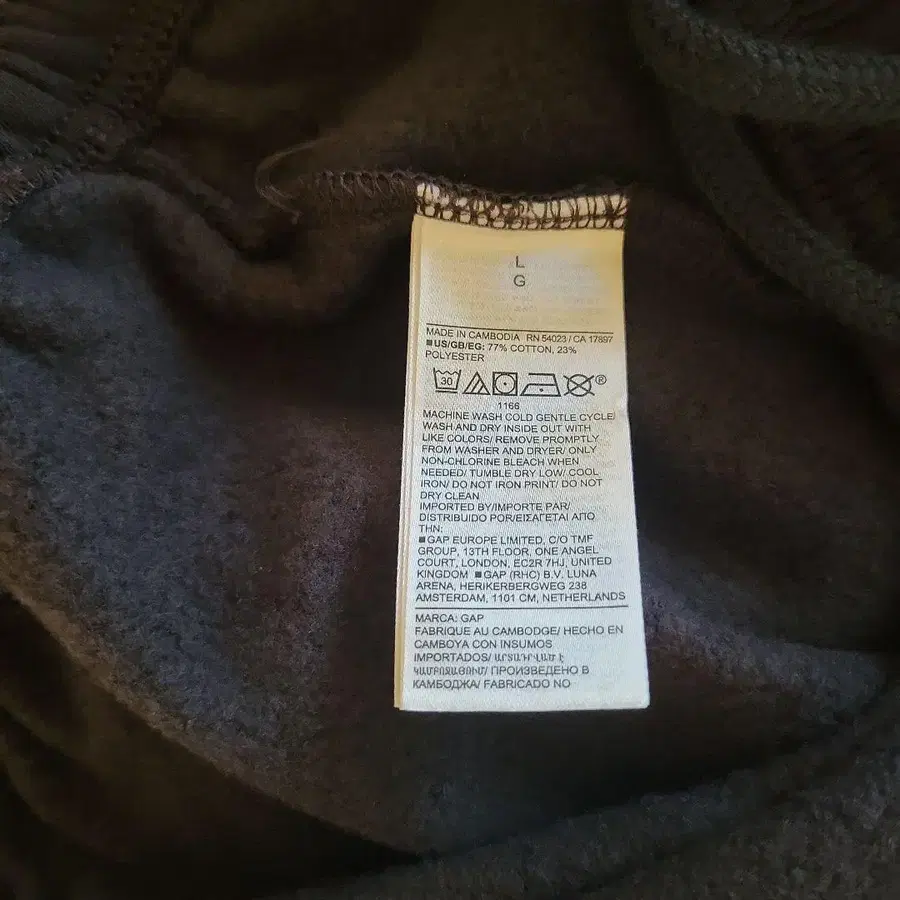 L
G
MADE IN CAMBODIA RN 54023 / CA 17897
■US/GB/EG: 77% COTTON, 23%
POLYESTER
30 ®
1166
MACHINE WASH COLD GENTLE CYCLE/
WASH AND DRY INSIDE OUT WITH
LIKE COLORS/ REMOVE PROMPTLY
FROM WASHER AND DRYER/ ONLY
NON-CHLORINE BLEACH WHEN
NEEDED/ TUMBLE DRY LOW/ COOL
IRON/ DO NOT IRON PRINT/ DO NOT
DRY CLEAN
IMPORTED BY/IMPORTE PAR/
DISTRIBUIDO POR/ΕΙΣΑΓΕΤΑΙ ΑΠΟ
ΤΗΝ:
■GAP EUROPE LIMITED, C/O TMF
GROUP, 13TH FLOOR, ONE ANGEL
COURT, LONDON, EC2R 7HJ, UNITED
KINGDOM ■GAP (RHC) B.V. LUNA
ARENA, HERIKERBERGWEG 238
AMSTERDAM, 1101 CM, NETHERLANDS
MARCA: GAP
FABRIQUE AU CAMBODGE/ HECHO EN
CAMBOYA CON INSUMOS
IMPORTADOS/ ԱՐՏԱԴՐՎԱԾ Է
ԿԱՄԲՈՋԱՅՈՒՄ/ ПРОИЗВЕДЕНО В
КАМБОДЖА/ FABRICADO NO